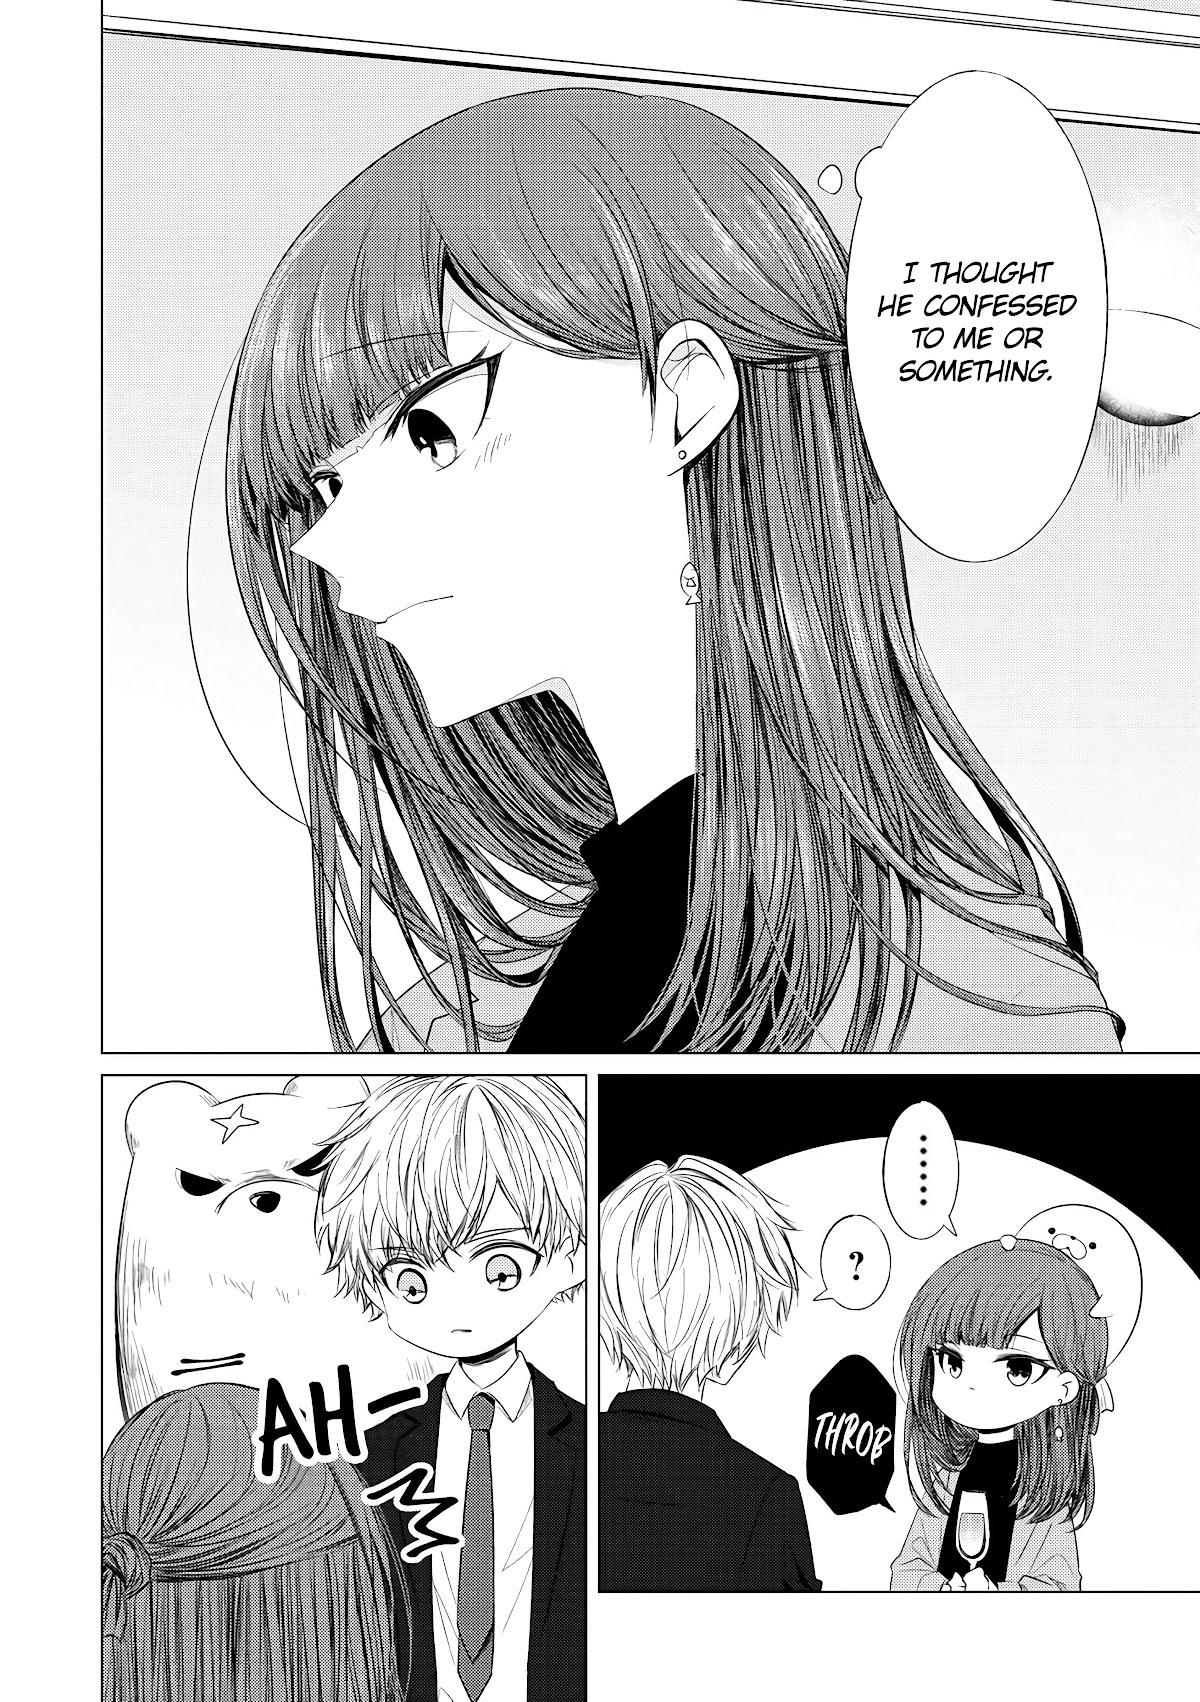 I THOUGHT
HE CONFESSED
TO ME OR
SOMETHING.
.......
?
THROB
AH-